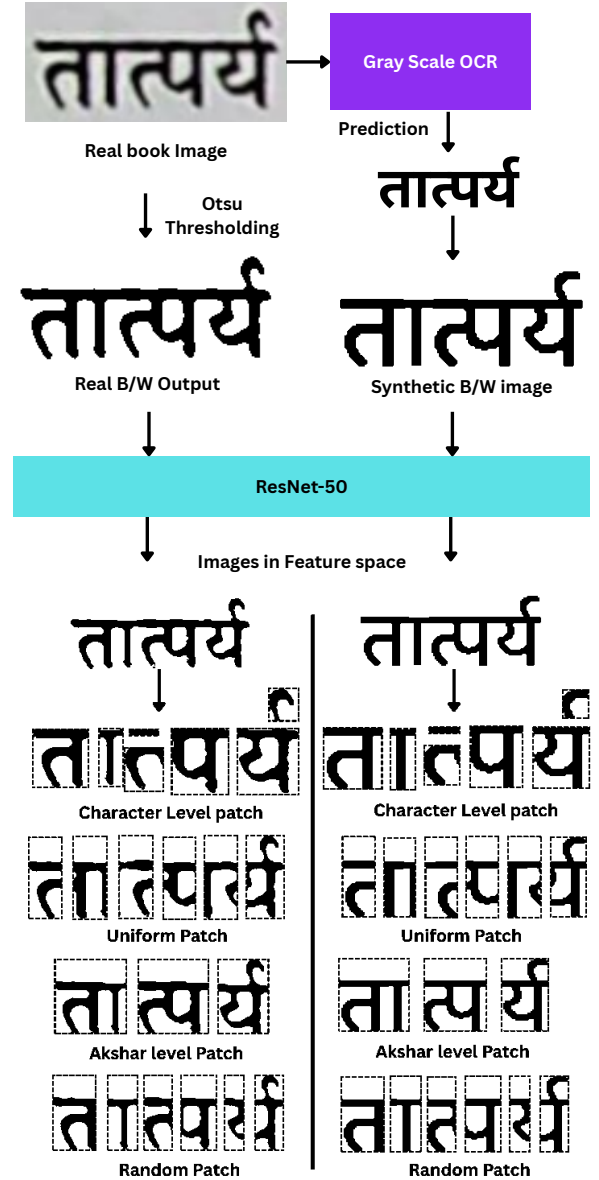 तात्पर्य
Gray Scale OCR
Real book Image
Prediction
तात्पर्य
Otsu
Thresholding
तात्पर्य
तात्पर्य
Real B/W Output
Synthetic B/W image
ResNet-50
Images in Feature space
तात्पर्य
तात्पर्य
Character Level patch
Character Level patch
Uniform Patch
Uniform Patch
ता त्प र्य
ता त्प र्य
Akshar level Patch
Akshar level Patch
Random Patch
Random Patch